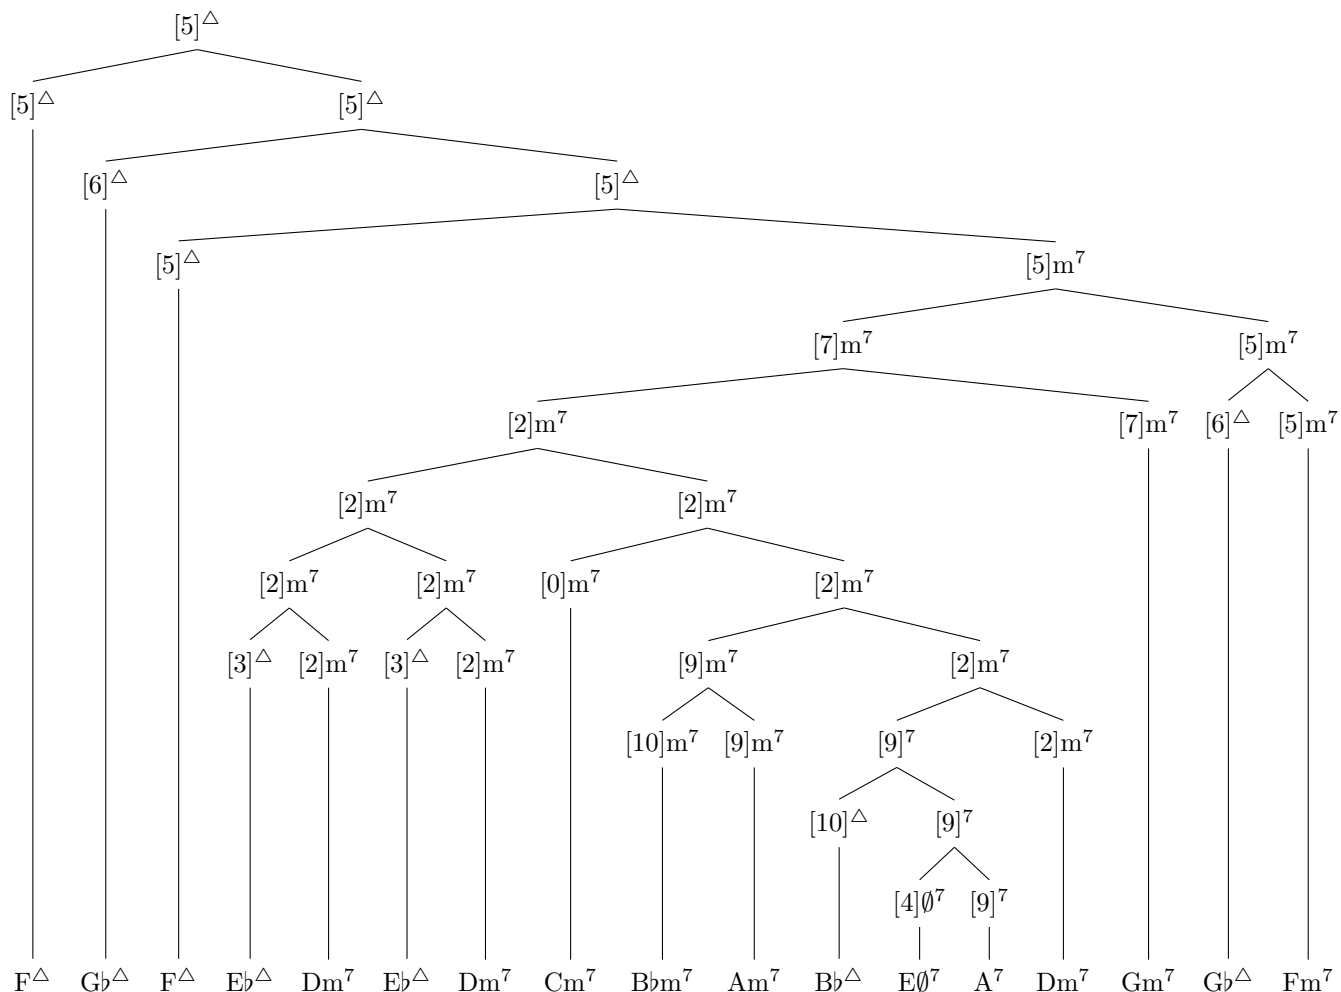 [5]△
[5]△ [5]△
[6]△ [5]△
[5]△ [5]m⁷
[7]m⁷ [5]m⁷
[2]m⁷ [7]m⁷ [6]△ [5]m⁷
[2]m⁷ [2]m⁷
[2]m⁷ [2]m⁷ [0]m⁷ [2]m⁷
[3]△ [2]m⁷ [3]△ [2]m⁷ [9]m⁷ [2]m⁷
[10]m⁷ [9]m⁷ [9]⁷ [2]m⁷
[10]△ [9]⁷
[4]∅⁷ [9]⁷
F△ G♭△ F△ E♭△ Dm⁷ E♭△ Dm⁷ Cm⁷ B♭m⁷ Am⁷ B♭△ E∅⁷ A⁷ Dm⁷ Gm⁷ G♭△ Fm⁷